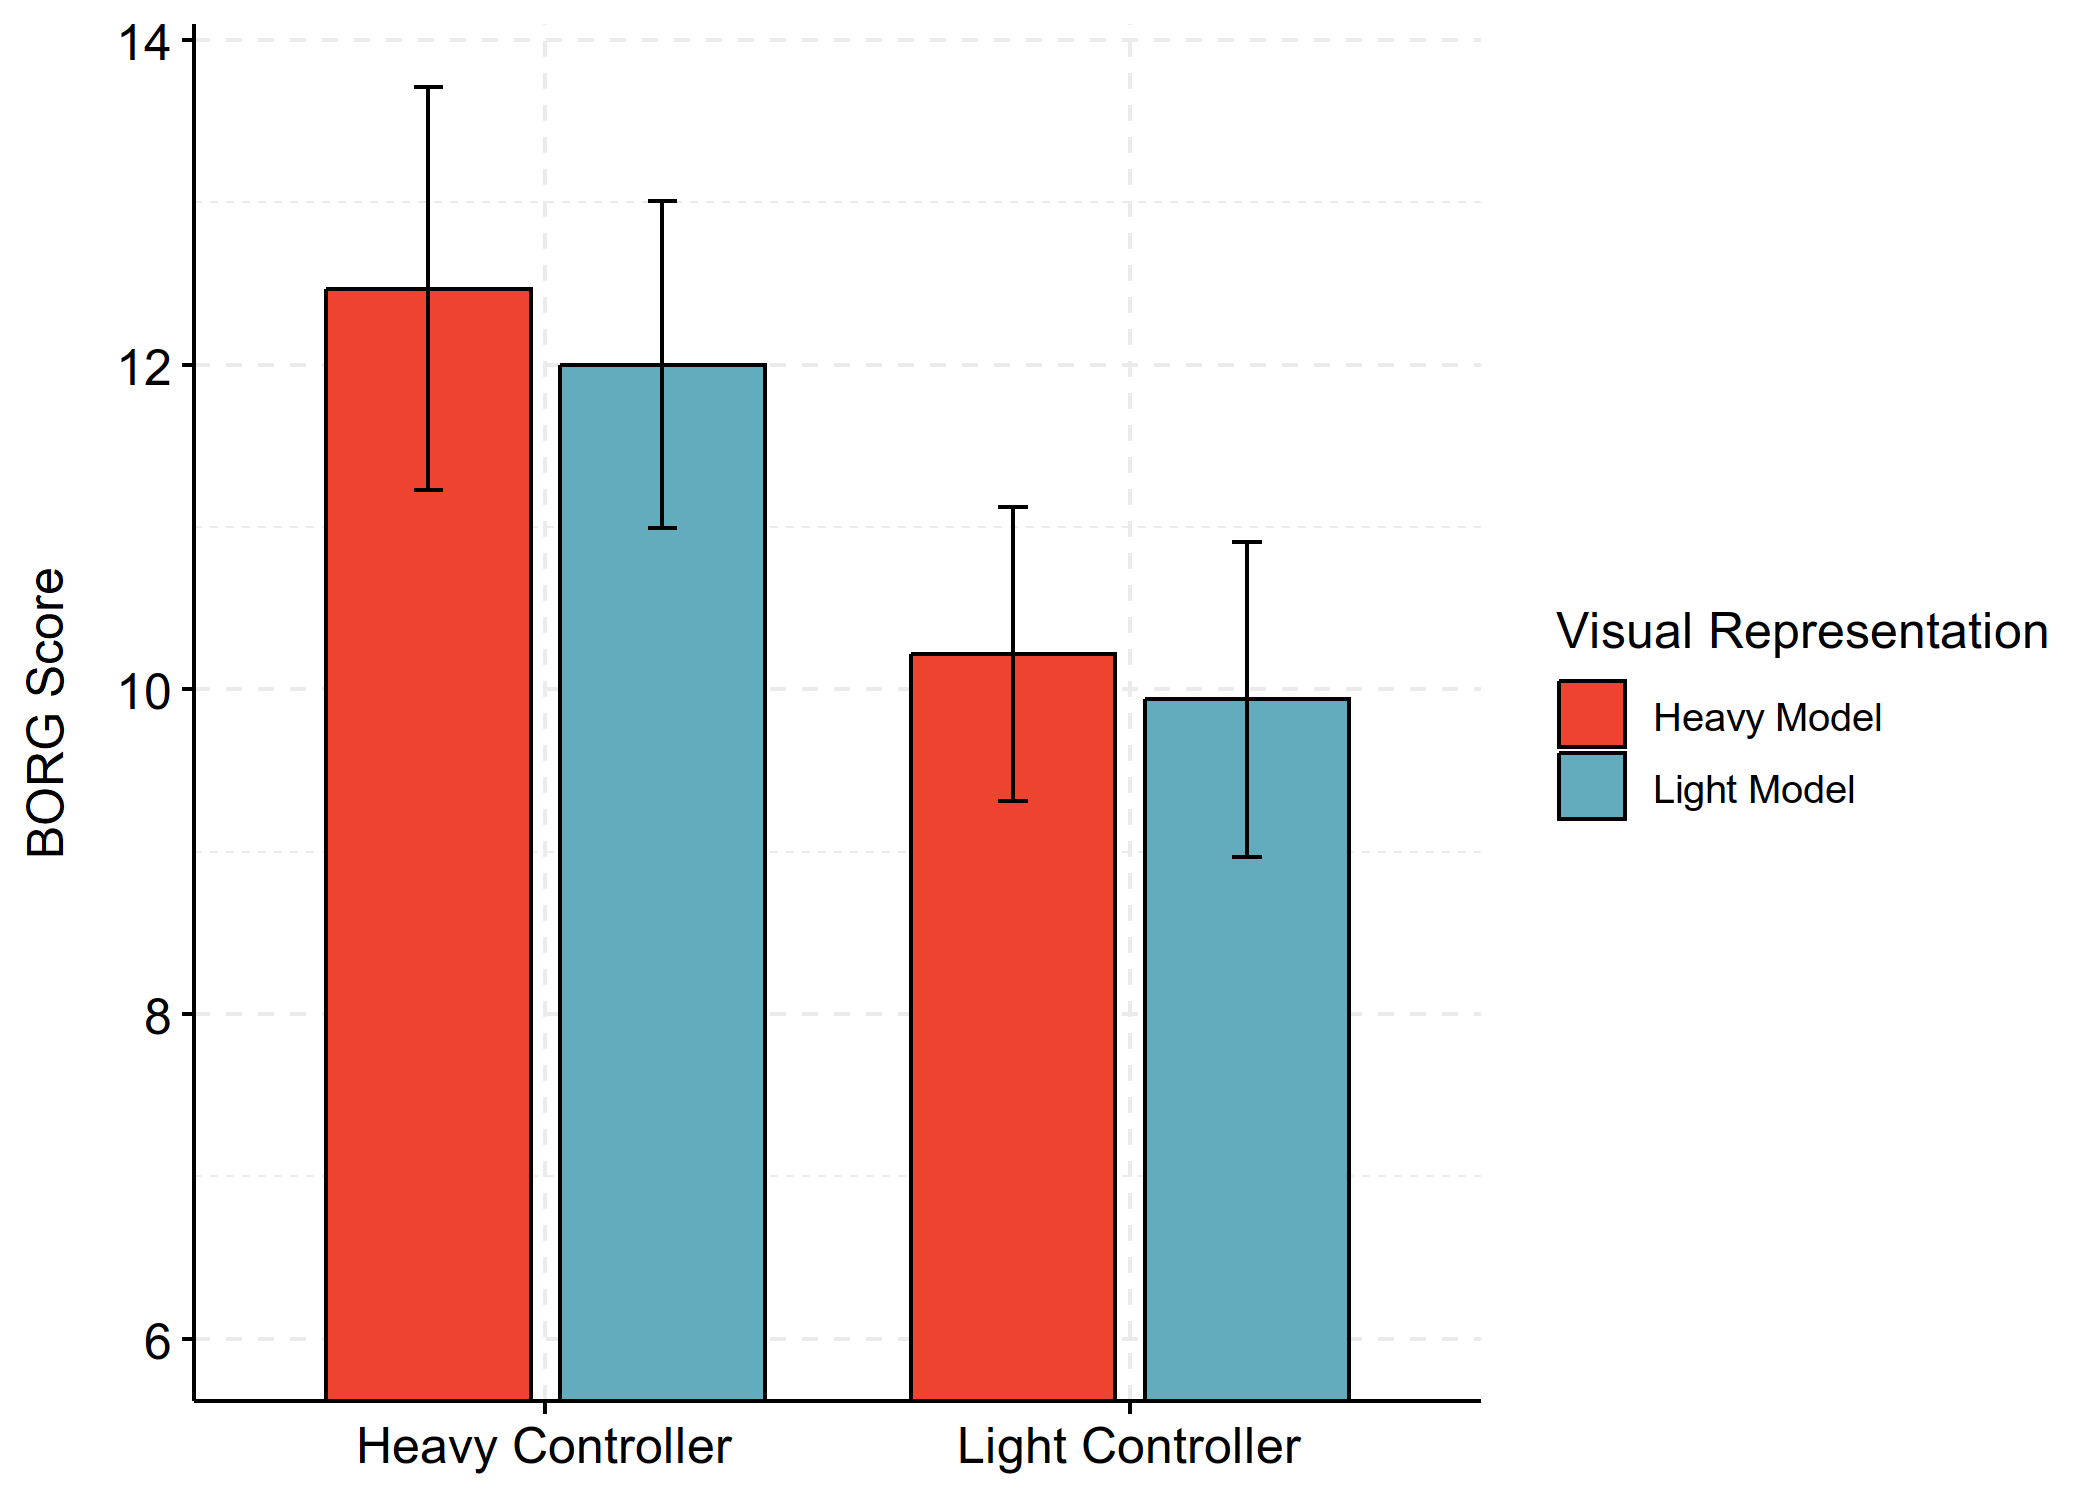 14
12
10
8
6
BORG Score
Heavy Controller
Light Controller
Visual Representation
Heavy Model
Light Model